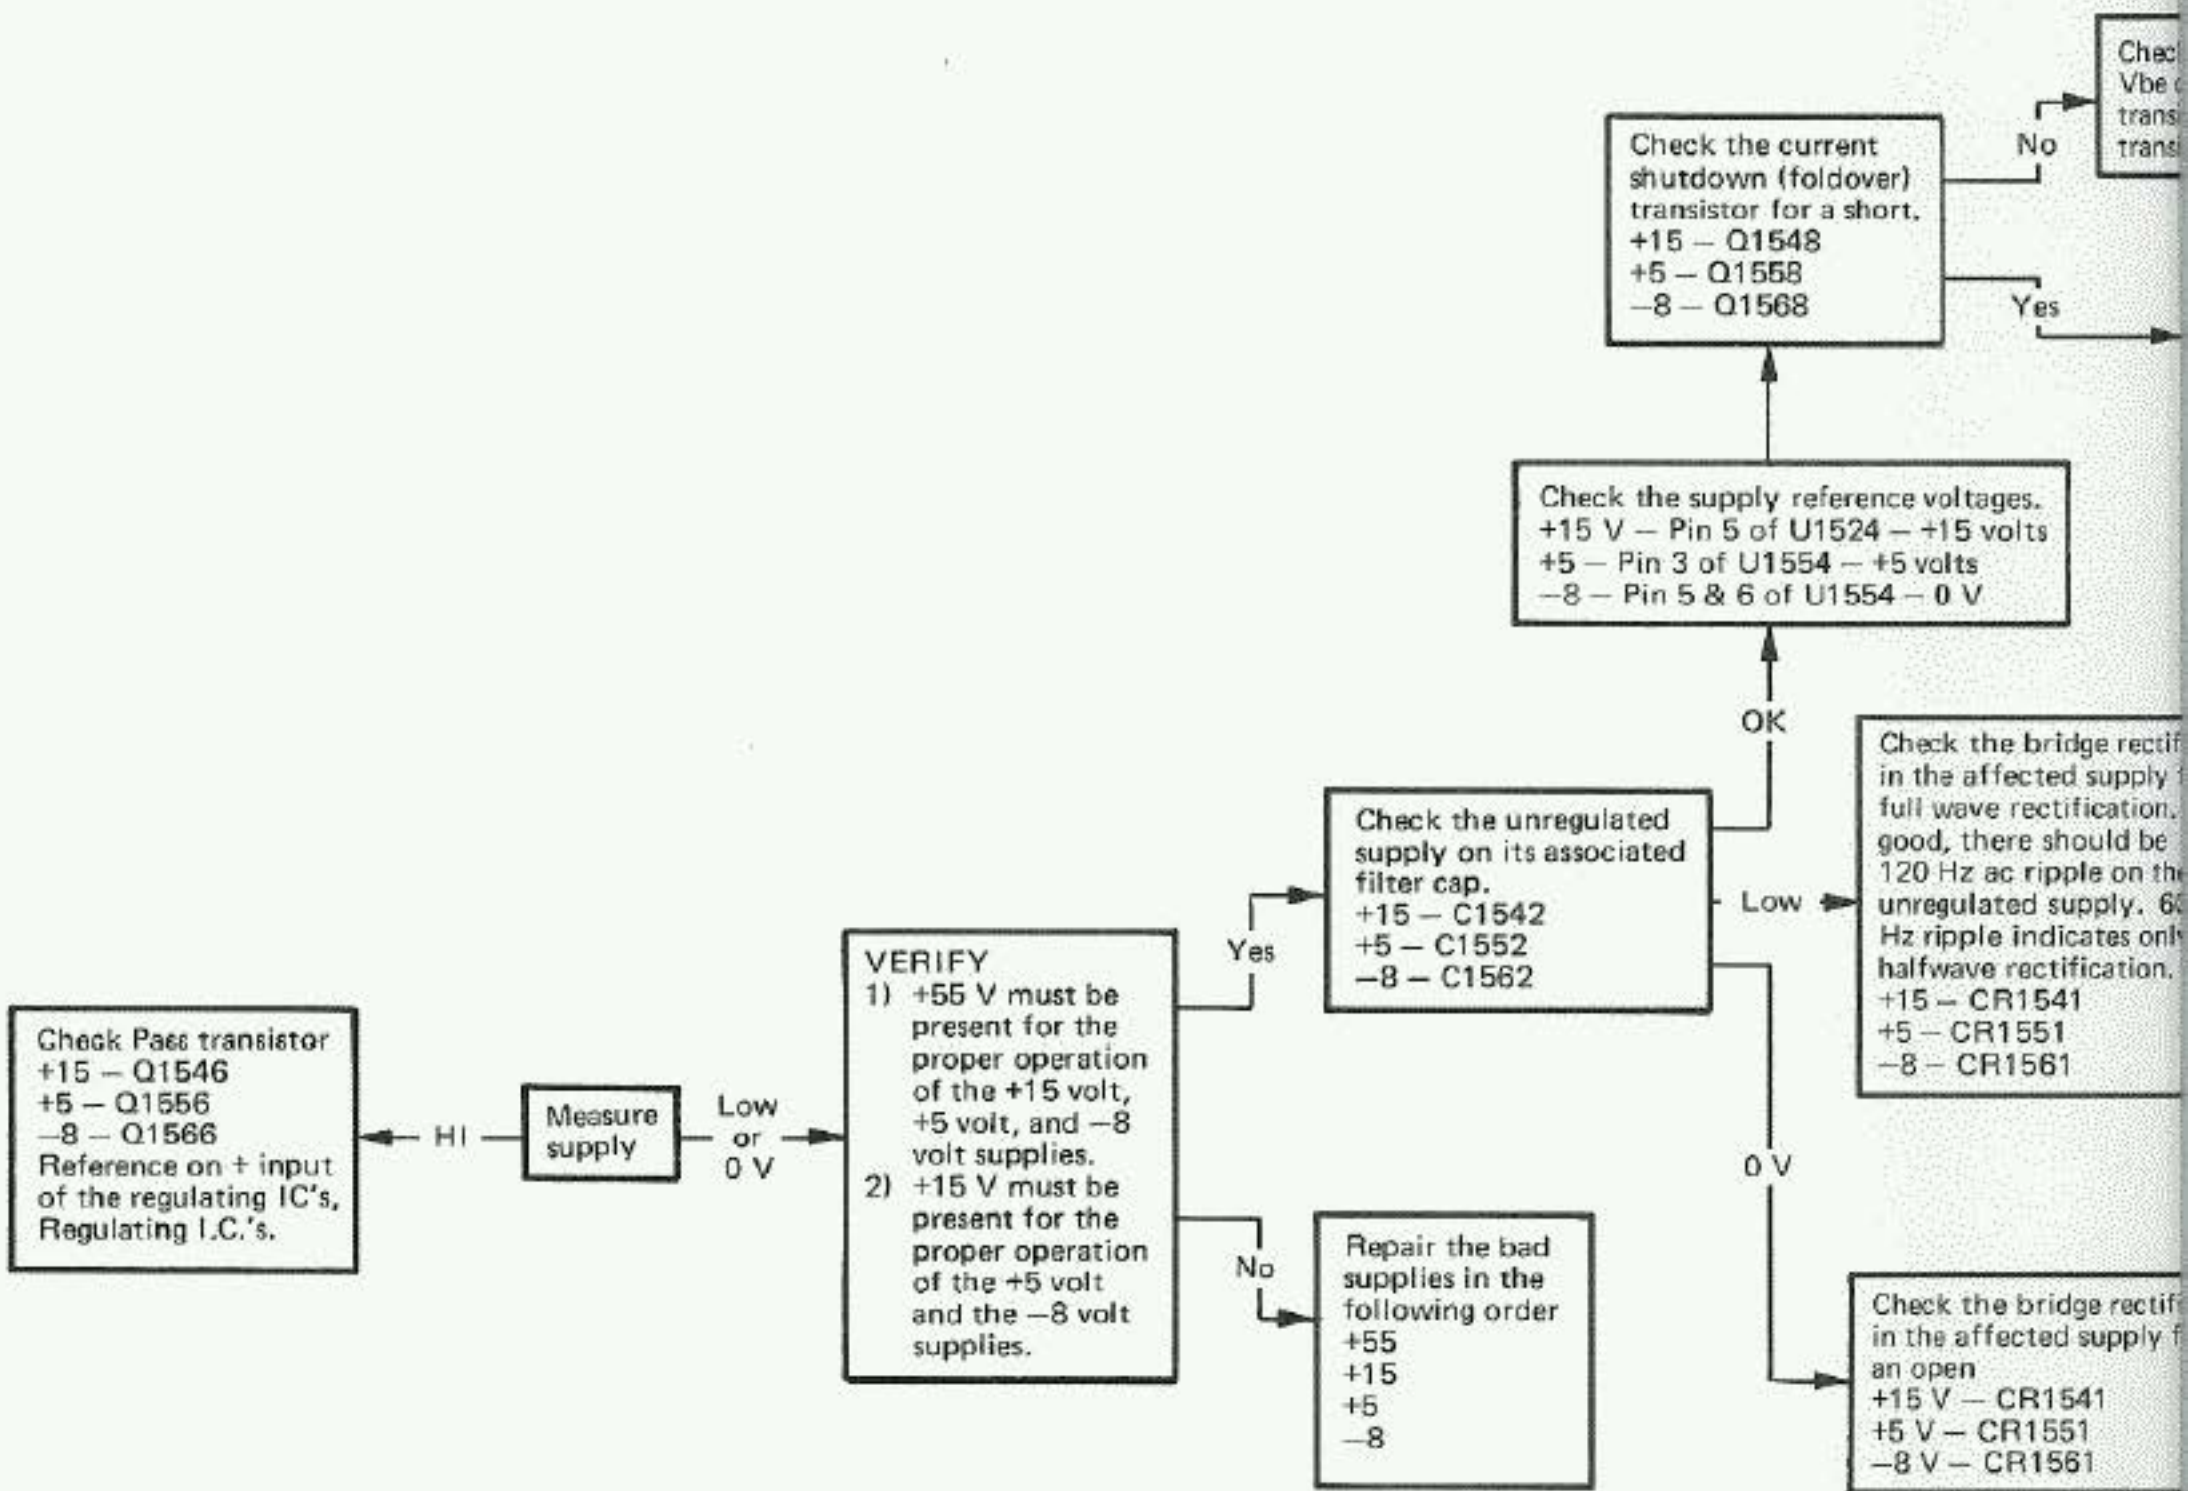 Check the current
shutdown (foldover)
transistor for a short.
+15 — Q1548
+5 — Q1558
—8 — Q1568
No
Yes
Vbe
Check the supply reference voltages.
+15 V — Pin 5 of U1524 — +15 volts
+5 — Pin 3 of U1554 — +5 volts
—8 — Pin 5 & 6 of U1554 — 0 V
OK
Check the unregulated
supply on its associated
filter cap.
+15 — C1542
+5 — C1552
—8 — C1562
Low
0 V
Check the bridge
in the affected supply
full wave rectification.
good, there should be
120 Hz ac ripple on
unregulated supply.
Hz ripple indicates
halfwave rectification.
+15 — CR1541
+5 — CR1551
—8 — CR1561
Check the bridge
in the affected supply
an open
+15 V — CR1541
+5 V — CR1551
—8 V — CR1561
VERIFY
1) +55 V must be
present for the
proper operation
of the +15 volt,
+5 volt, and —8
volt supplies.
2) +15 V must be
present for the
proper operation
of the +5 volt
and the —8 volt
supplies.
Yes
No
Repair the bad
supplies in the
following order
+55
+15
+5
—8
Measure
supply
Low
or
0 V
HI
Check Pass transistor
+15 — Q1546
+5 — Q1556
—8 — Q1566
Reference on + input
of the regulating IC's,
Regulating I.C.'s.